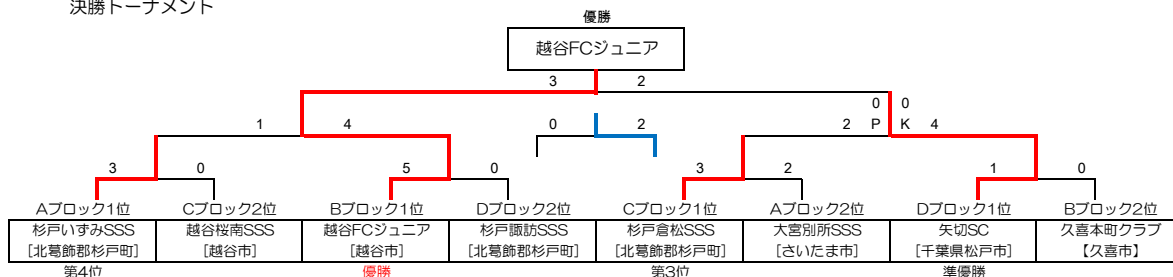 決勝トーナメント
優勝
越谷FCジュニア
3 2
0 0
1 4 0 2 2 P K 4
3 0 5 0 3 2 1 0
Aブロック1位 Cブロック2位 Bブロック1位 Dブロック2位 Cブロック1位 Aブロック2位 Dブロック1位 Bブロック2位
杉戸いずみSSS 越谷桜南SSS 越谷FCジュニア 杉戸諏訪SSS 杉戸倉松SSS 大宮別所SSS 矢切SC 久喜本町クラブ
[北葛飾郡杉戸町] [越谷市] [越谷市] [北葛飾郡杉戸町] [北葛飾郡杉戸町] [さいたま市] [千葉県松戸市] 【久喜市】
第4位 優勝 第3位 準優勝